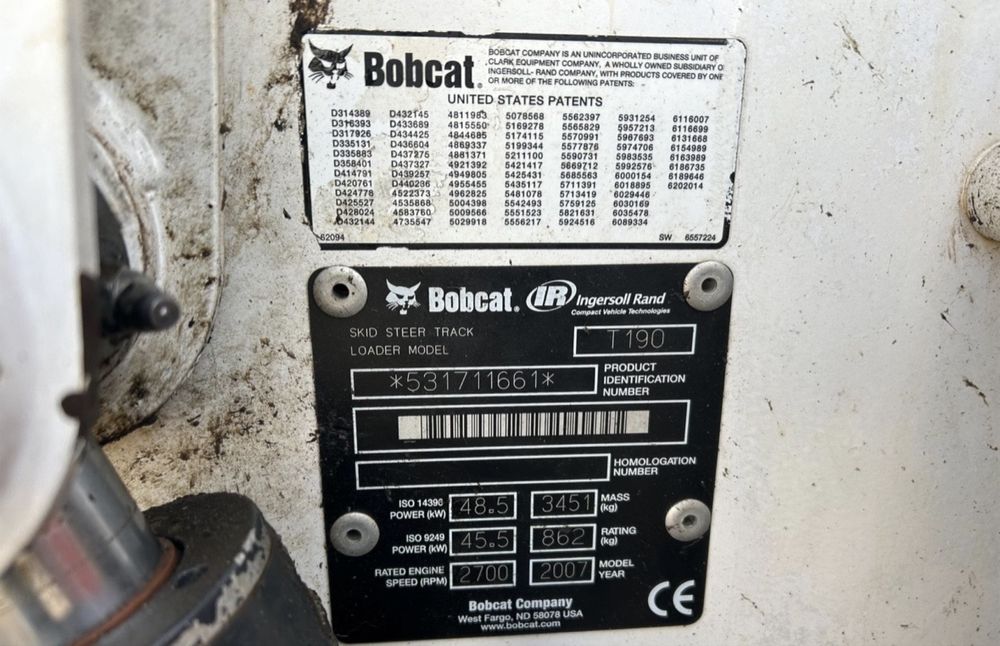 Bobcat.
BOBCAT COMPANY IS AN UNINCORPORATED BUSINESS UNIT OF
CLARK EQUIPMENT COMPANY, A WHOLLY OWNED SUBSIDIARY O
INGERSOLL- RAND COMPANY, WITH PRODUCTS COVERED BY ONE
OR MORE OF THE FOLLOWING PATENTS:
UNITED STATES PATENTS
D314389 D432145 4811983 5078568 5562397 5931254 6116007
D316393 D433689 4815550 5169278 5565829 5957213 6116699
D317926 D434425 4844685 5174115 5570991 5967693 6131668
D335131 D436604 4869337 5199344 5577876 5974706 6154989
D335883 D437275 4881371 5211100 5590731 5983535 6163989
D358401 D437327 4921392 5421417 5669712 5992576 6186735
D414791 D439257 4949805 5425431 5685563 6000154 6189646
D420761 D440236 4955455 5435117 5711391 6018895 6202014
D424778 4522373 4962825 5481078 5713419 6029446
D425527 4535868 5004398 5542493 5759125 6030169
D428024 4583760 5009566 5551523 5821631 6035478
D432144 4735547 5029918 5556217 5924516 6089334
62094 SW 6557224
Bobcat. IR Ingersoll Rand
Compact Vehicle Technologies
SKID STEER TRACK
LOADER MODEL T190
*531711661* PRODUCT
IDENTIFICATION
NUMBER
HOMOLOGATION
NUMBER
ISO 14396
POWER (kW) 48.5 3451 MASS
(kg)
ISO 9249
POWER (kW) 45.5 862 RATING
(kg)
RATED ENGINE
SPEED (RPM) 2700 2007 MODEL
YEAR
Bobcat Company
West Fargo, ND 58078 USA
www.bobcat.com
CE